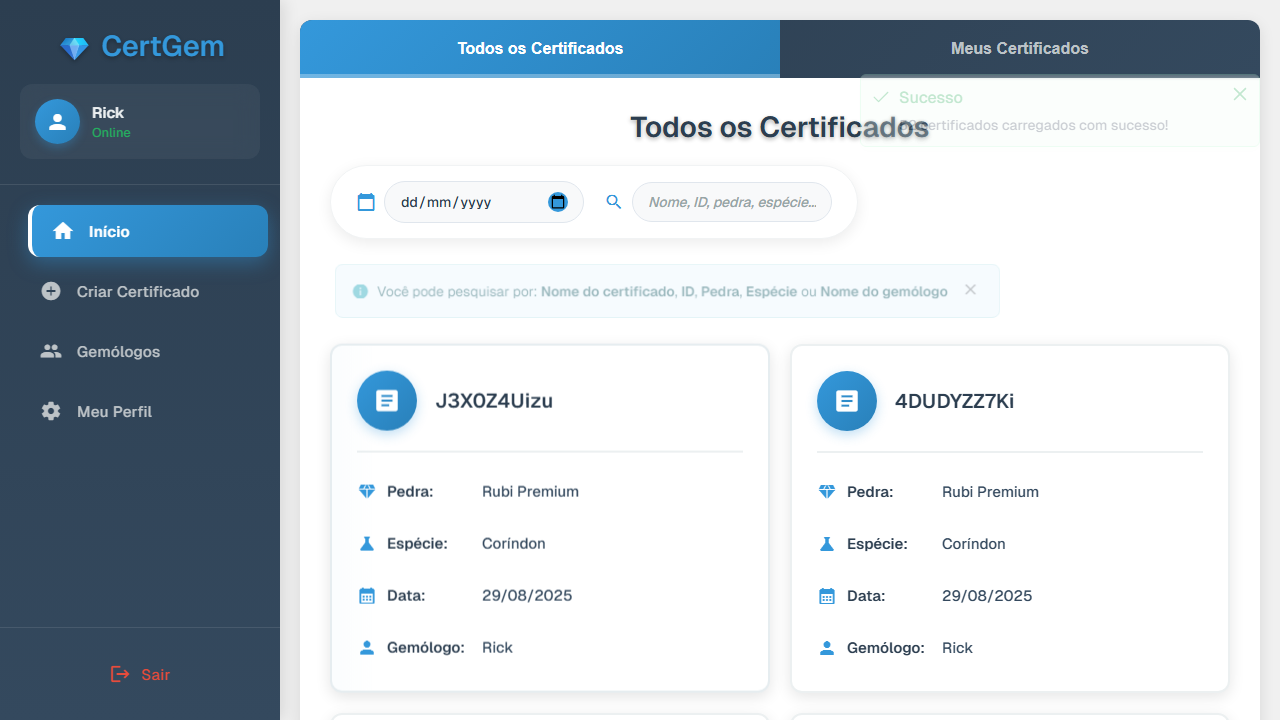 CertGem
Rick
Online
Início
Criar Certificado
Gemólogos
Meu Perfil
Sair
Todos os Certificados
Meus Certificados
Sucesso
certificados carregados com sucesso!
Todos os Certificados
dd/mm/yyyy
Nome, ID, pedra, espécie...
Você pode pesquisar por: Nome do certificado, ID, Pedra, Espécie ou Nome do gemólogo
J3X0Z4Uizu
Pedra: Rubi Premium
Espécie: Coríndon
Data: 29/08/2025
Gemólogo: Rick
4DUDYZZ7Ki
Pedra: Rubi Premium
Espécie: Coríndon
Data: 29/08/2025
Gemólogo: Rick